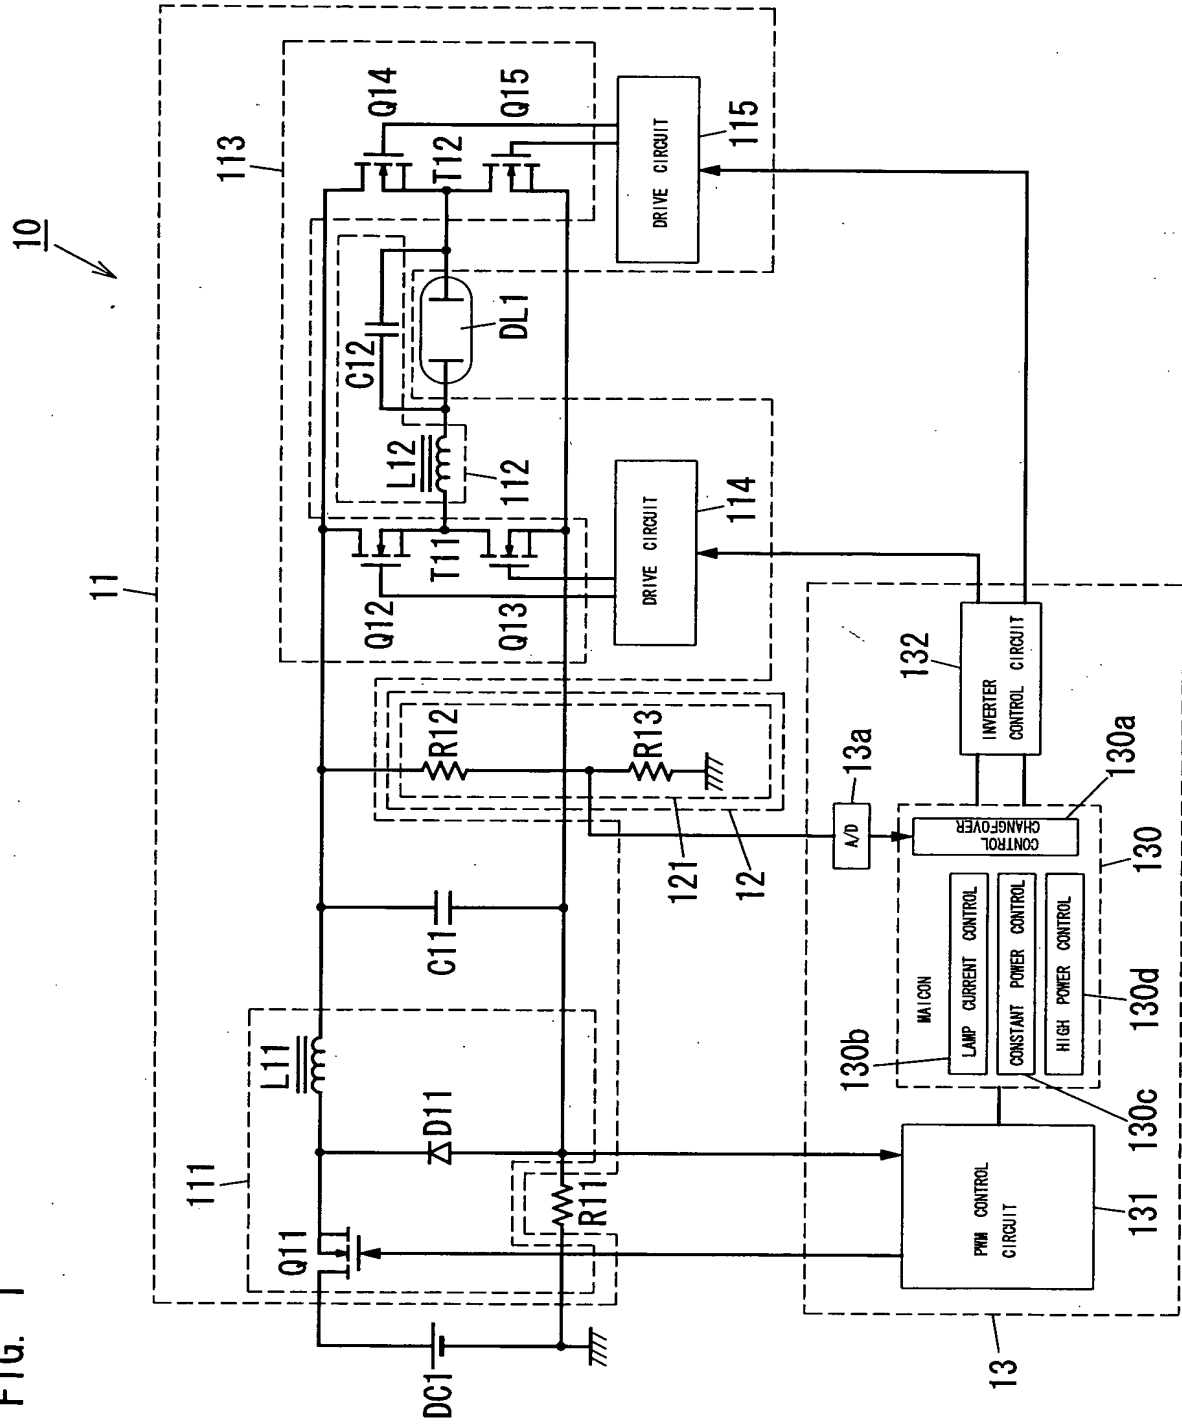 FIG. 1
10
11
113
Q14
Q15
T12
C12
DL1
115
DRIVE CIRCUIT
L12
112
Q12
T11
Q13
DRIVE CIRCUIT
114
R12
R13
121
12
C11
111
L11
D11
Q11
R11
DC1
13a
A/D
132
INVERTER
CONTROL CIRCUIT
130a
CONTROL
CHANGFOVER
130
MAICON
130b
LAMP CURRENT CONTROL
CONSTANT POWER CONTROL
HIGH POWER CONTROL
130d
130c
PWM CONTROL
CIRCUIT
131
13